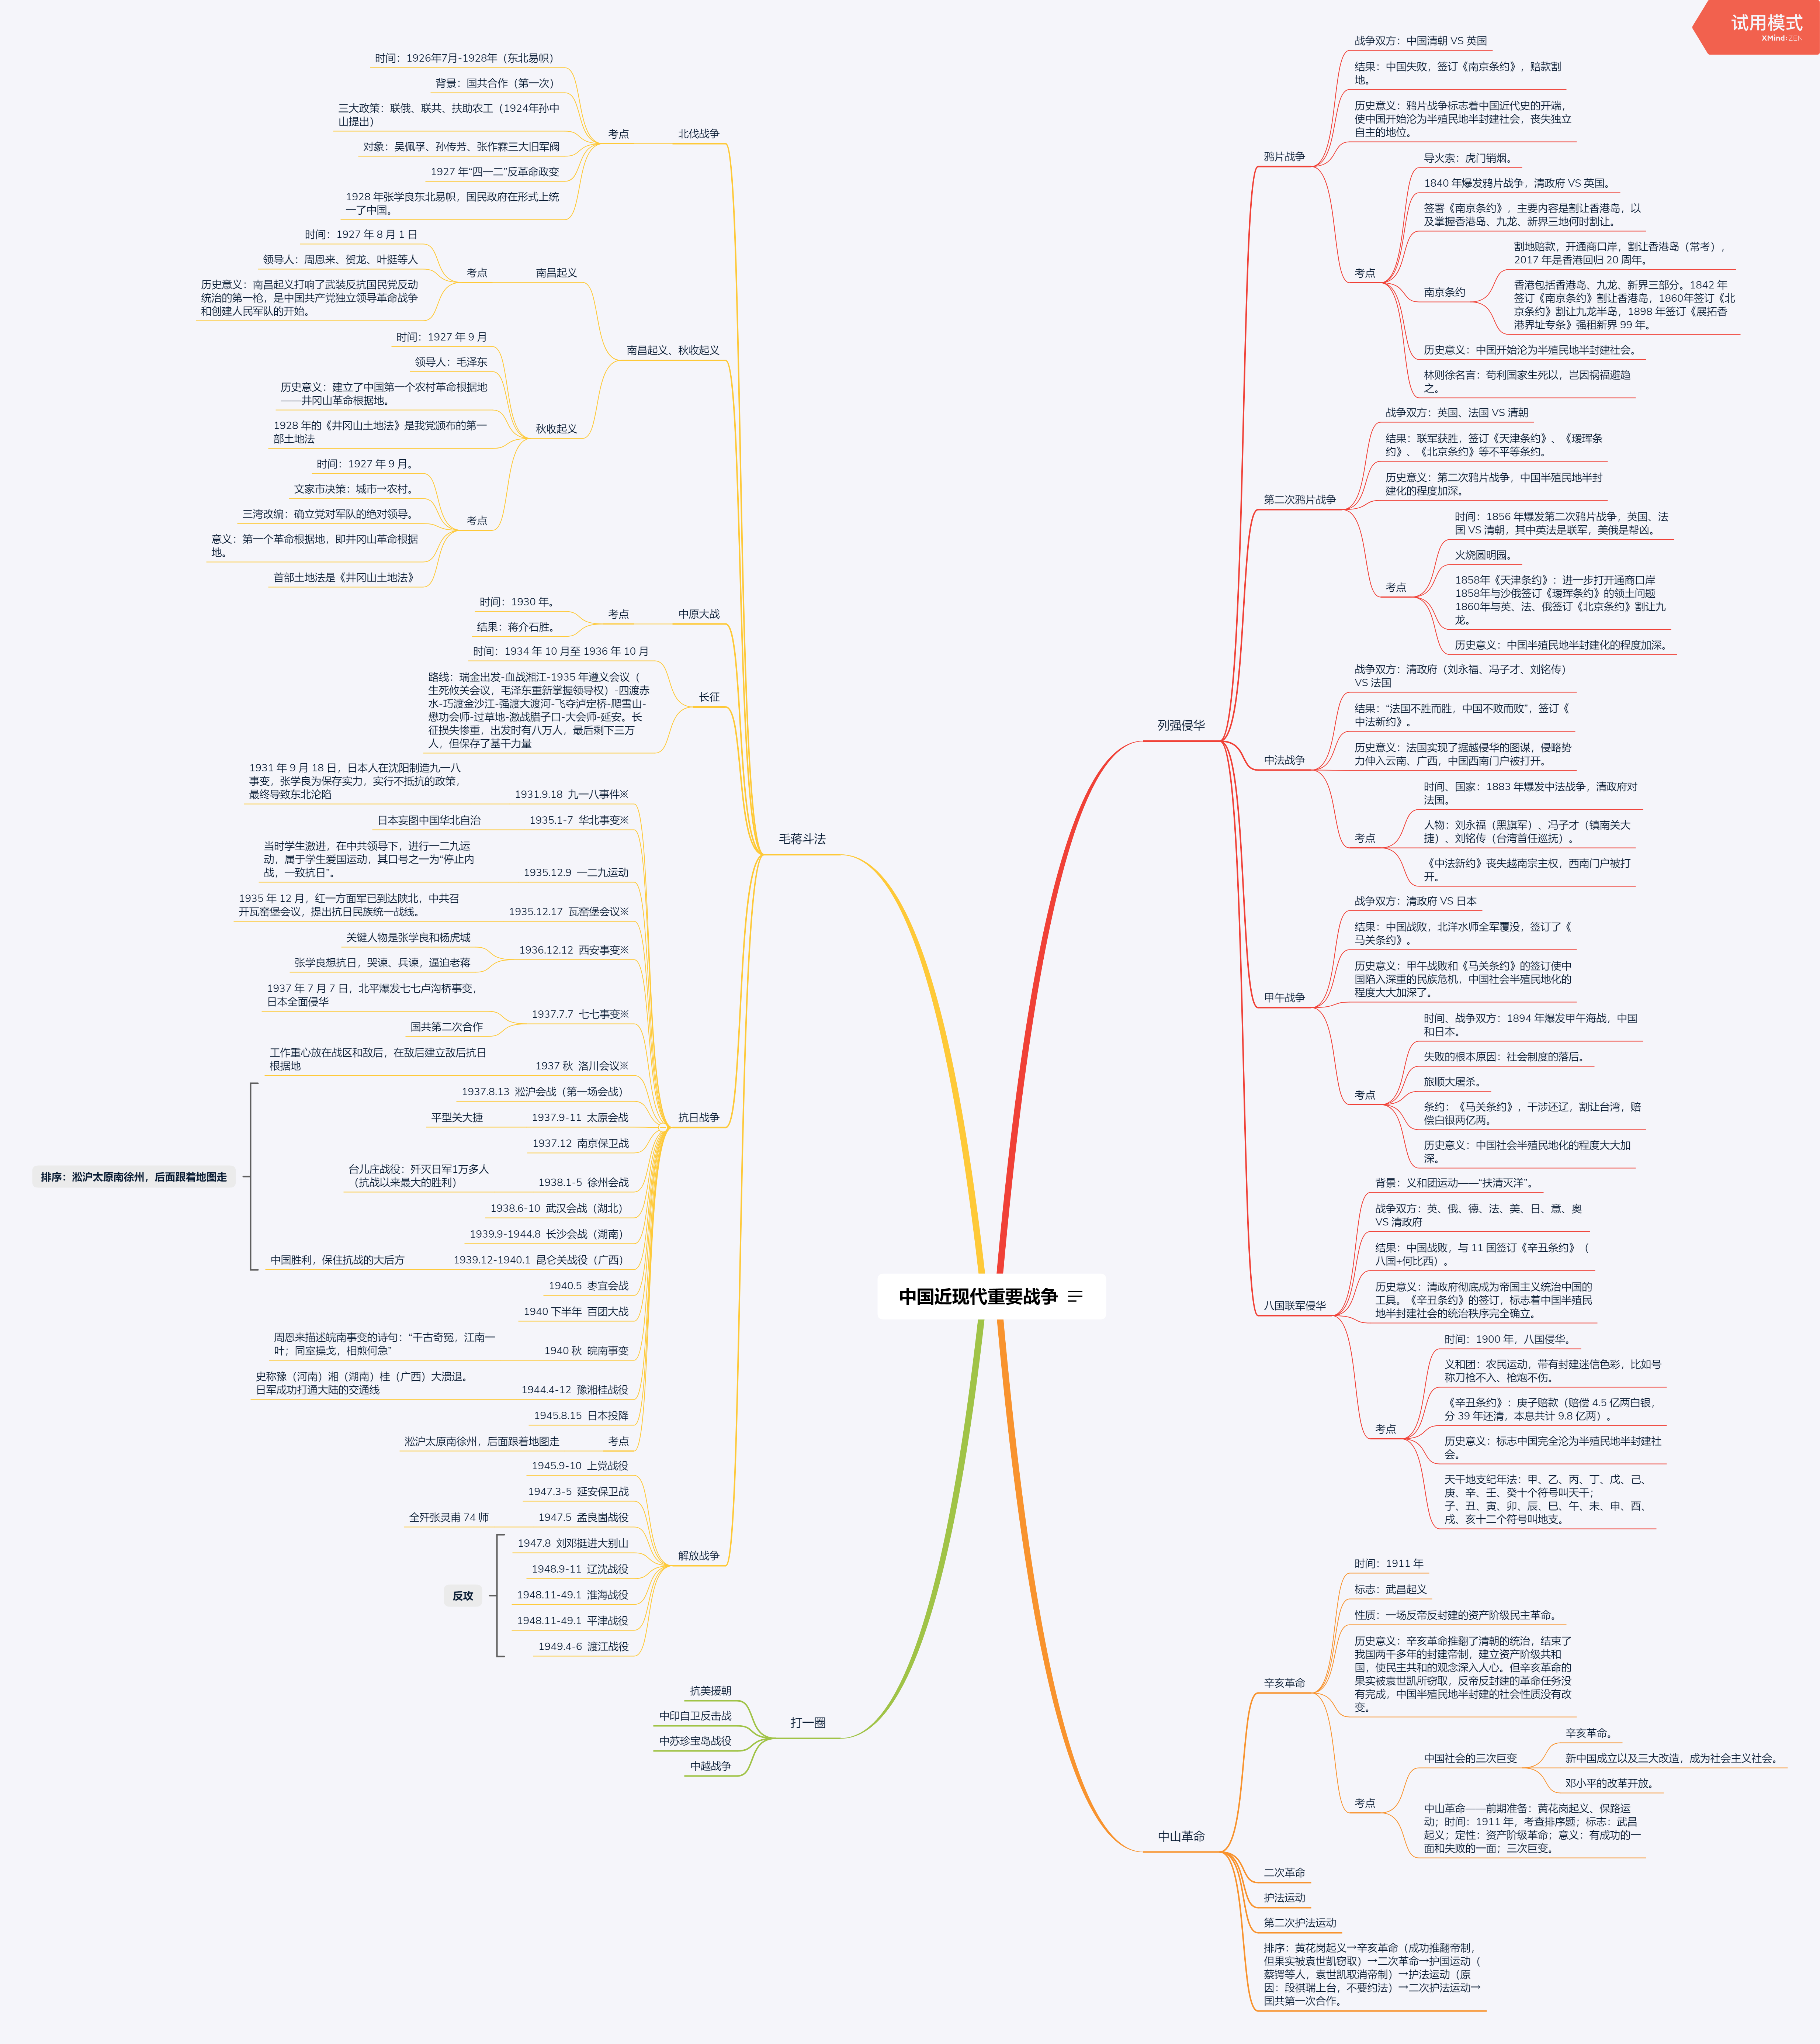 试用模式
XMind:ZEN
中国近现代重要战争
列强侵华
鸦片战争
战争双方：中国清朝 VS 英国
结果：中国失败，签订《南京条约》，赔款割
地。
历史意义：鸦片战争标志着中国近代史的开端，
使中国开始沦为半殖民地半封建社会，丧失独立
自主的地位。
考点
导火索：虎门销烟。
1840 年爆发鸦片战争，清政府 VS 英国。
签署《南京条约》，主要内容是割让香港岛，以
及掌握香港岛、九龙、新界三地何时割让。
南京条约
割地赔款，开通商口岸，割让香港岛（常考），
2017 年是香港回归 20 周年。
香港包括香港岛、九龙、新界三部分。1842 年
签订《南京条约》割让香港岛，1860年签订《北
京条约》割让九龙半岛，1898 年签订《展拓香
港界址专条》强租新界 99 年。
历史意义：中国开始沦为半殖民地半封建社会。
林则徐名言：苟利国家生死以，岂因祸福避趋
之。
第二次鸦片战争
战争双方：英国、法国 VS 清朝
结果：联军获胜，签订《天津条约》、《瑷珲条
约》、《北京条约》等不平等条约。
历史意义：第二次鸦片战争，中国半殖民地半封
建化的程度加深。
考点
时间：1856 年爆发第二次鸦片战争，英国、法
国 VS 清朝，其中英法是联军，美俄是帮凶。
火烧圆明园。
1858年《天津条约》：进一步打开通商口岸
1858年与沙俄签订《瑷珲条约》的领土问题
1860年与英、法、俄签订《北京条约》割让九
龙。
历史意义：中国半殖民地半封建化的程度加深。
中法战争
战争双方：清政府（刘永福、冯子才、刘铭传）
VS 法国
结果：“法国不胜而胜，中国不败而败”，签订《
中法新约》。
历史意义：法国实现了据越侵华的图谋，侵略势
力伸入云南、广西，中国西南门户被打开。
考点
时间、国家：1883 年爆发中法战争，清政府对
法国。
人物：刘永福（黑旗军）、冯子才（镇南关大
捷）、刘铭传（台湾首任巡抚）。
《中法新约》丧失越南宗主权，西南门户被打
开。
甲午战争
战争双方：清政府 VS 日本
结果：中国战败，北洋水师全军覆没，签订了《
马关条约》。
历史意义：甲午战败和《马关条约》的签订使中
国陷入深重的民族危机，中国社会半殖民地化的
程度大大加深了。
考点
时间、战争双方：1894 年爆发甲午海战，中国
和日本。
失败的根本原因：社会制度的落后。
旅顺大屠杀。
条约：《马关条约》，干涉还辽，割让台湾，赔
偿白银两亿两。
历史意义：中国社会半殖民地化的程度大大加
深。
八国联军侵华
背景：义和团运动——“扶清灭洋”。
战争双方：英、俄、德、法、美、日、意、奥
VS 清政府
结果：中国战败，与 11 国签订《辛丑条约》（
八国+何比西）。
历史意义：清政府彻底成为帝国主义统治中国的
工具。《辛丑条约》的签订，标志着中国半殖民
地半封建社会的统治秩序完全确立。
考点
时间：1900 年，八国侵华。
义和团：农民运动，带有封建迷信色彩，比如号
称刀枪不入、枪炮不伤。
《辛丑条约》：庚子赔款（赔偿 4.5 亿两白银，
分 39 年还清，本息共计 9.8 亿两）。
历史意义：标志中国完全沦为半殖民地半封建社
会。
天干地支纪年法：甲、乙、丙、丁、戊、己、
庚、辛、壬、癸十个符号叫天干；
子、丑、寅、卯、辰、巳、午、未、申、酉、
戌、亥十二个符号叫地支。
中山革命
辛亥革命
时间：1911 年
标志：武昌起义
性质：一场反帝反封建的资产阶级民主革命。
历史意义：辛亥革命推翻了清朝的统治，结束了
我国两千多年的封建帝制，建立资产阶级共和
国，使民主共和的观念深入人心。但辛亥革命的
果实被袁世凯所窃取，反帝反封建的革命任务没
有完成，中国半殖民地半封建的社会性质没有改
变。
考点
中国社会的三次巨变
辛亥革命。
新中国成立以及三大改造，成为社会主义社会。
邓小平的改革开放。
中山革命——前期准备：黄花岗起义、保路运
动；时间：1911 年，考查排序题；标志：武昌
起义；定性：资产阶级革命；意义：有成功的一
面和失败的一面；三次巨变。
二次革命
护法运动
第二次护法运动
排序：黄花岗起义→辛亥革命（成功推翻帝制，
但果实被袁世凯窃取）→二次革命→护国运动（
蔡锷等人，袁世凯取消帝制）→护法运动（原
因：段祺瑞上台，不要约法）→二次护法运动→
国共第一次合作。
毛蒋斗法
北伐战争
考点
时间：1926年7月-1928年（东北易帜）
背景：国共合作（第一次）
三大政策：联俄、联共、扶助农工（1924年孙中
山提出）
对象：吴佩孚、孙传芳、张作霖三大旧军阀
1927 年“四一二”反革命政变
1928 年张学良东北易帜，国民政府在形式上统
一了中国。
南昌起义、秋收起义
南昌起义
考点
时间：1927 年 8 月 1 日
领导人：周恩来、贺龙、叶挺等人
历史意义：南昌起义打响了武装反抗国民党反动
统治的第一枪，是中国共产党独立领导革命战争
和创建人民军队的开始。
秋收起义
时间：1927 年 9 月
领导人：毛泽东
历史意义：建立了中国第一个农村革命根据地
——井冈山革命根据地。
1928 年的《井冈山土地法》是我党颁布的第一
部土地法
考点
时间：1927 年 9 月。
文家市决策：城市→农村。
三湾改编：确立党对军队的绝对领导。
意义：第一个革命根据地，即井冈山革命根据
地。
首部土地法是《井冈山土地法》
中原大战
考点
时间：1930 年。
结果：蒋介石胜。
长征
时间：1934 年 10 月至 1936 年 10 月
路线：瑞金出发-血战湘江-1935 年遵义会议（
生死攸关会议，毛泽东重新掌握领导权）-四渡赤
水-巧渡金沙江-强渡大渡河-飞夺泸定桥-爬雪山-
懋功会师-过草地-激战腊子口-大会师-延安。长
征损失惨重，出发时有八万人，最后剩下三万
人，但保存了基干力量
抗日战争
1931.9.18 九一八事件※
1931 年 9 月 18 日，日本人在沈阳制造九一八
事变，张学良为保存实力，实行不抵抗的政策，
最终导致东北沦陷
1935.1-7 华北事变※
日本妄图中国华北自治
1935.12.9 一二九运动
当时学生激进，在中共领导下，进行一二九运
动，属于学生爱国运动，其口号之一为“停止内
战，一致抗日”。
1935.12.17 瓦窑堡会议※
1935 年 12 月，红一方面军已到达陕北，中共召
开瓦窑堡会议，提出抗日民族统一战线。
1936.12.12 西安事变※
关键人物是张学良和杨虎城
张学良想抗日，哭谏、兵谏，逼迫老蒋
1937.7.7 七七事变※
1937 年 7 月 7 日，北平爆发七七卢沟桥事变，
日本全面侵华
国共第二次合作
1937 秋 洛川会议※
工作重心放在战区和敌后，在敌后建立敌后抗日
根据地
1937.8.13 淞沪会战（第一场会战）
1937.9-11 太原会战
平型关大捷
1937.12 南京保卫战
1938.1-5 徐州会战
台儿庄战役：歼灭日军1万多人
（抗战以来最大的胜利）
1938.6-10 武汉会战（湖北）
1939.9-1944.8 长沙会战（湖南）
1939.12-1940.1 昆仑关战役（广西）
中国胜利，保住抗战的大后方
排序：淞沪太原南徐州，后面跟着地图走
1940.5 枣宜会战
1940 下半年 百团大战
1940 秋 皖南事变
周恩来描述皖南事变的诗句：“千古奇冤，江南一
叶；同室操戈，相煎何急”
1944.4-12 豫湘桂战役
史称豫（河南）湘（湖南）桂（广西）大溃退。
日军成功打通大陆的交通线
1945.8.15 日本投降
考点
淞沪太原南徐州，后面跟着地图走
解放战争
1945.9-10 上党战役
1947.3-5 延安保卫战
1947.5 孟良崮战役
全歼张灵甫 74 师
1947.8 刘邓挺进大别山
1948.9-11 辽沈战役
1948.11-49.1 淮海战役
1948.11-49.1 平津战役
1949.4-6 渡江战役
反攻
打一圈
抗美援朝
中印自卫反击战
中苏珍宝岛战役
中越战争